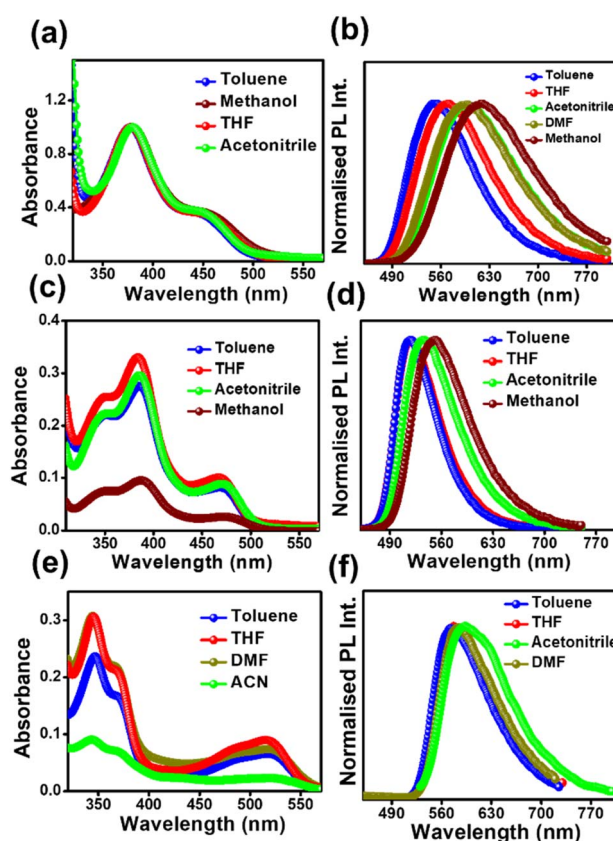 (a)
Absorbance
1.2
0.8
0.4
0.0
350 400 450 500 550
Wavelength (nm)
Toluene
Methanol
THF
Acetonitrile
(b)
Normalised PL Int.
490 560 630 700 770
Wavelength (nm)
Toluene
THF
Acetonitrile
DMF
Methanol
(c)
Absorbance
0.4
0.3
0.2
0.1
0.0
350 400 450 500 550
Wavelength (nm)
Toluene
THF
Acetonitrile
Methanol
(d)
Normalised PL Int.
490 560 630 700 770
Wavelength (nm)
Toluene
THF
Acetonitrile
Methanol
(e)
Absorbance
0.3
0.2
0.1
0.0
350 400 450 500 550
Wavelength (nm)
Toluene
THF
DMF
ACN
(f)
Normalised PL Int.
490 560 630 700 770
Wavelength (nm)
Toluene
THF
Acetonitrile
DMF